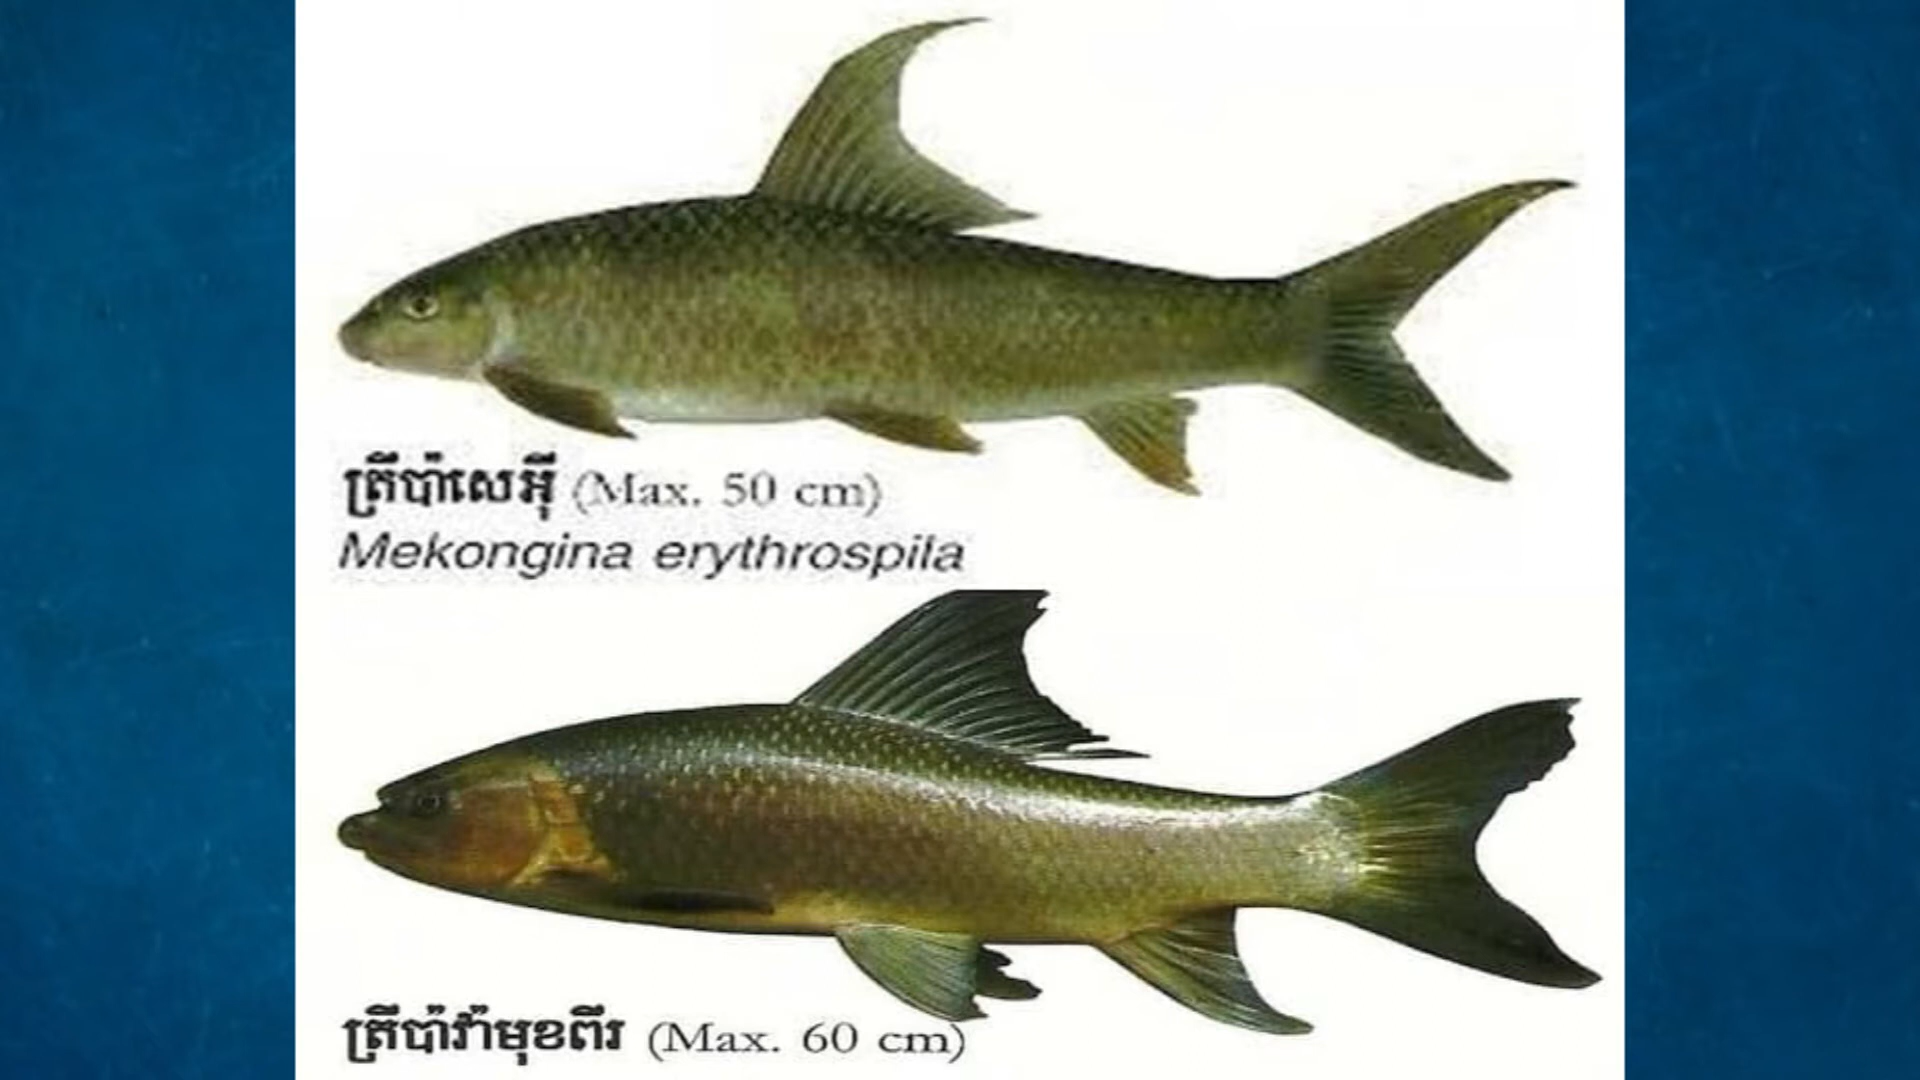 ត្រីប៉ាសេអ៊ី (Max. 50 cm)
Mekongina erythrospila
ត្រីប៉ាវ៉ាមុខពីរ (Max. 60 cm)